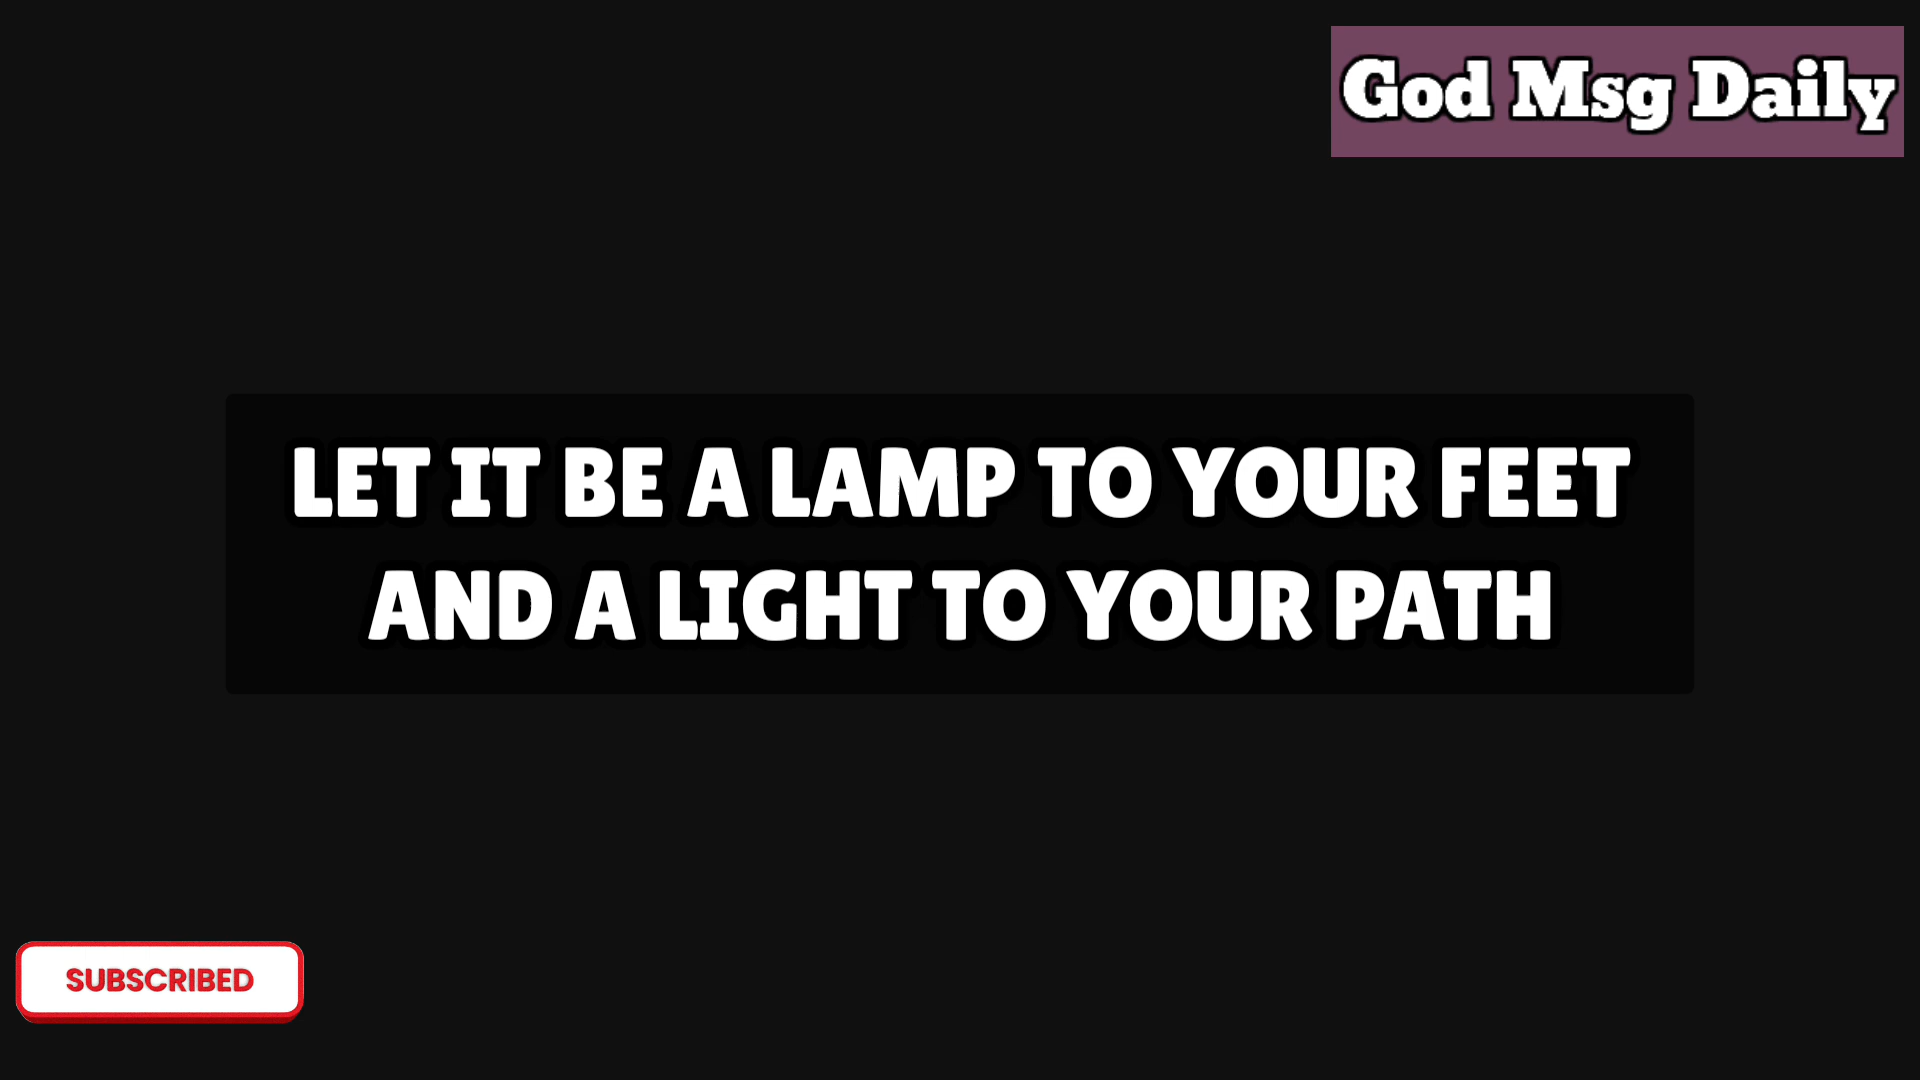 God Msg Daily
LET IT BE A LAMP TO YOUR FEET
AND A LIGHT TO YOUR PATH
SUBSCRIBED